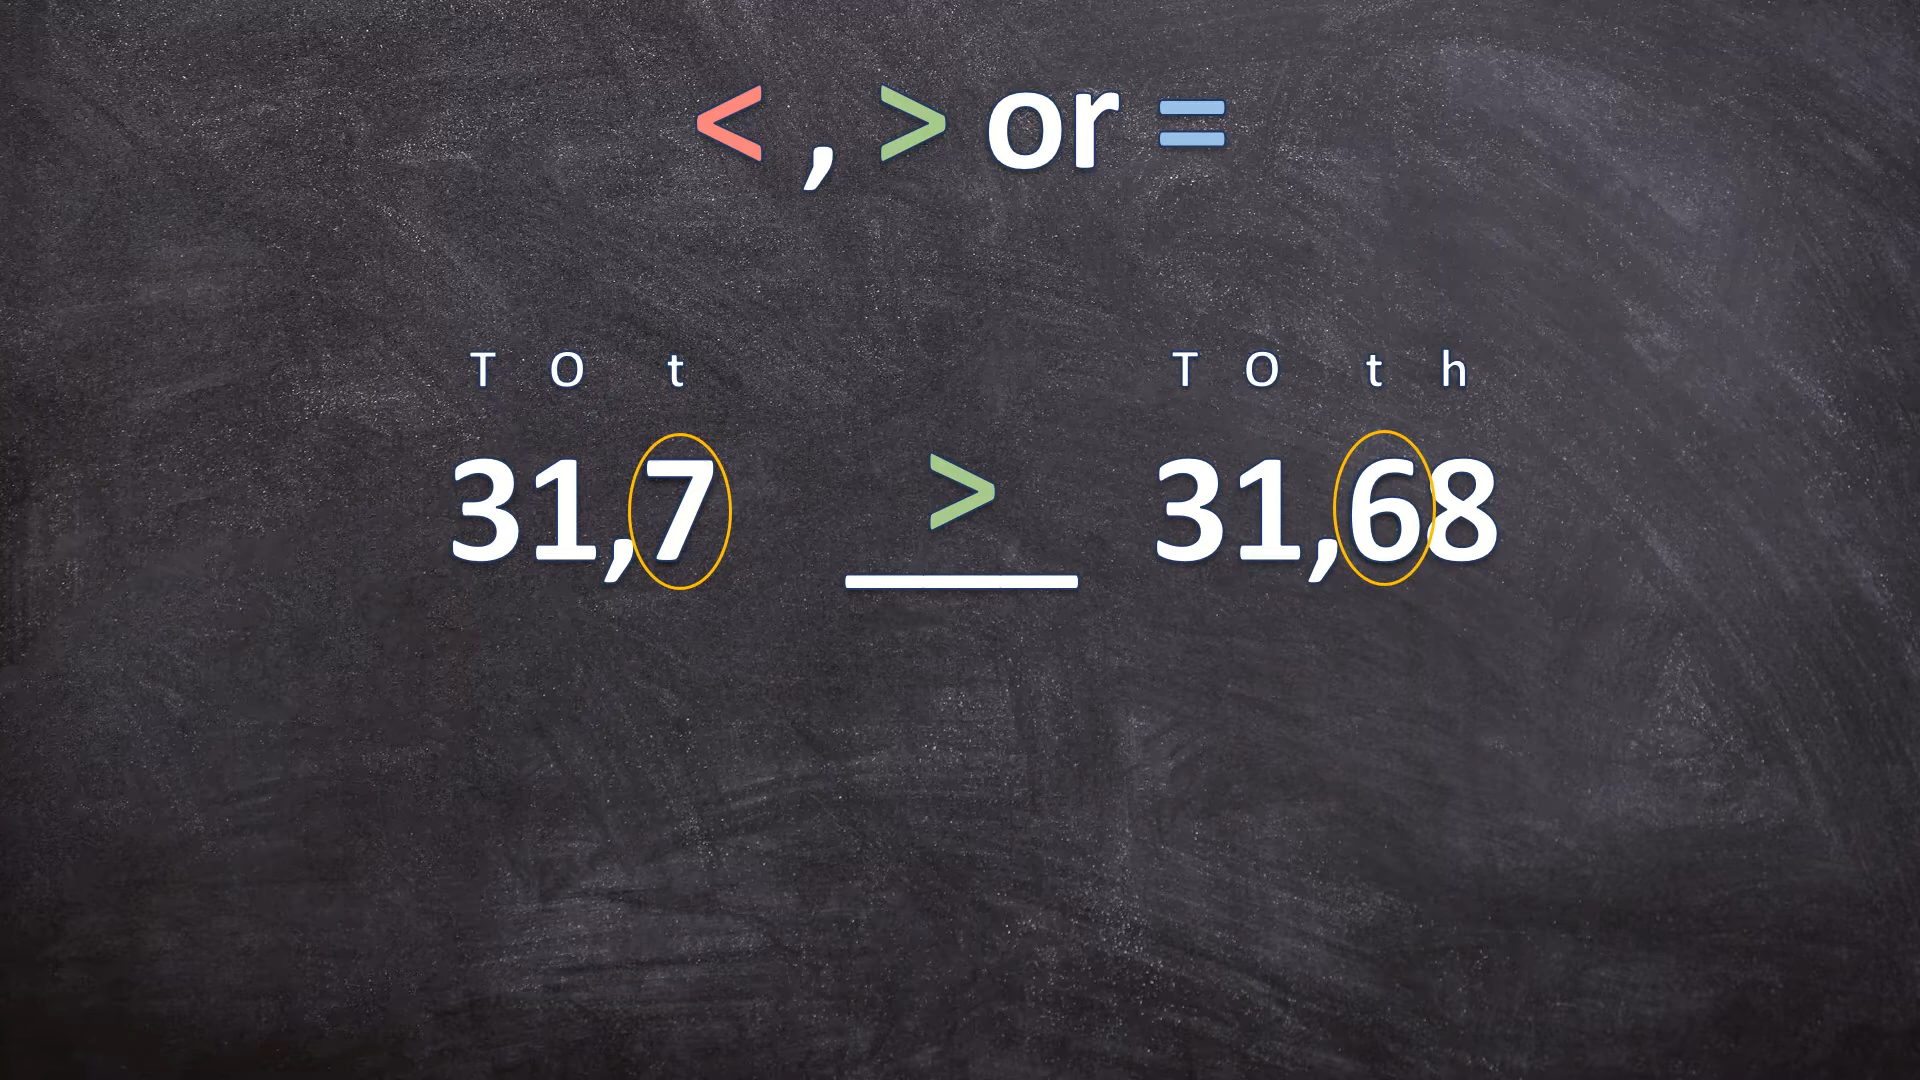 < , > or =
T O t T O t h
31,7 > 31,68